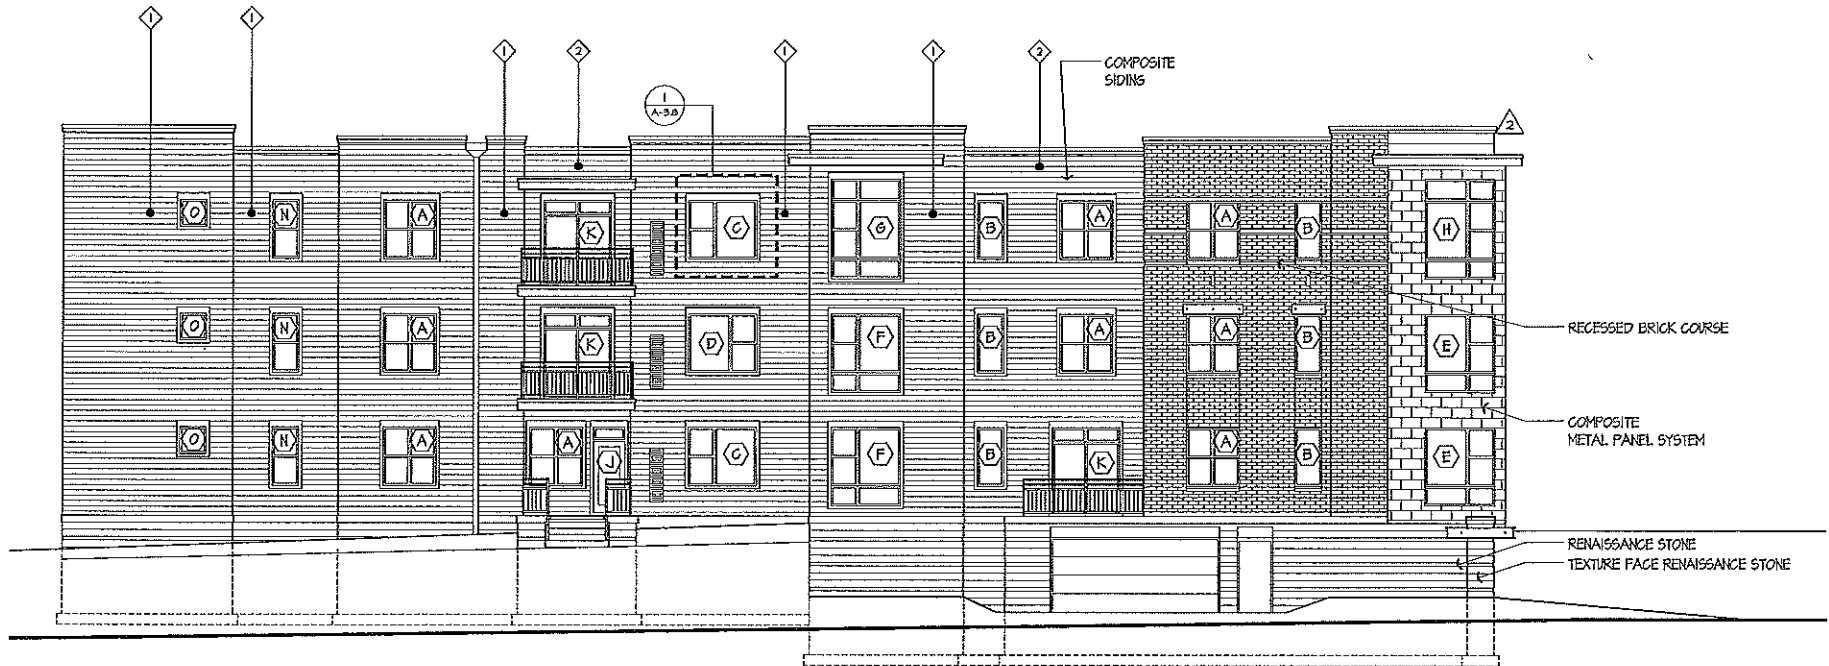 1
1
1
2
1
1
2
COMPOSITE
SIDING
1
A-3.8
2
O
N
A
K
C
G
B
A
A
B
H
RECESSED BRICK COURSE
O
N
A
K
D
F
B
A
A
B
E
COMPOSITE
METAL PANEL SYSTEM
O
N
A
A
J
C
F
B
K
A
B
E
RENAISSANCE STONE
TEXTURE FACE RENAISSANCE STONE